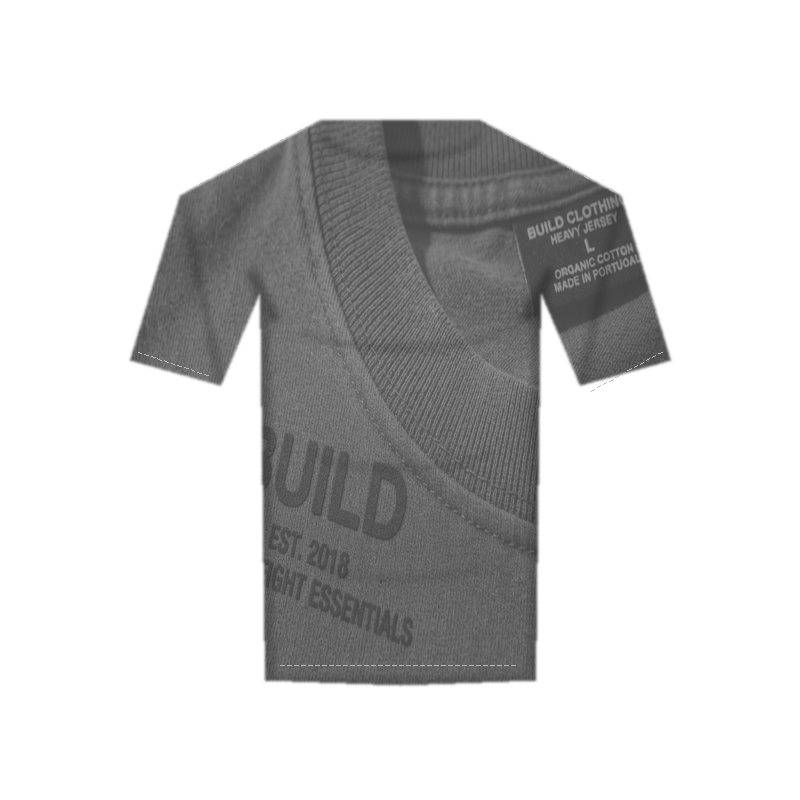 BUILD CLOTHING
HEAVY JERSEY
L
ORGANIC COTTON
MADE IN PORTUGAL
BUILD
EST. 2018
ESSENTIALS